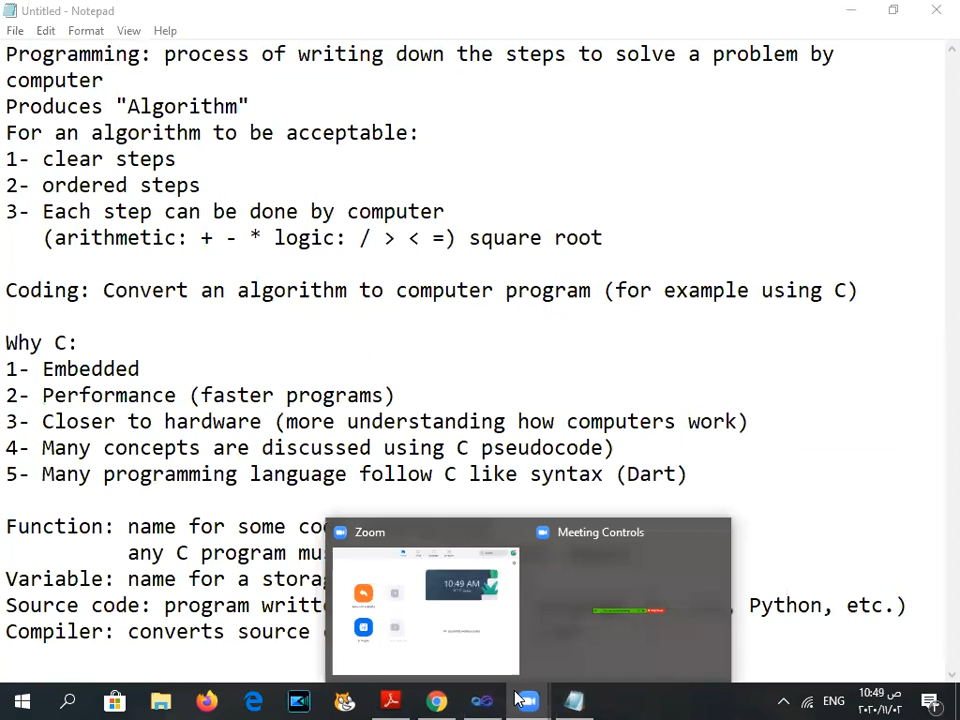 Untitled - Notepad
File Edit Format View Help
Programming: process of writing down the steps to solve a problem by
computer
Produces "Algorithm"
For an algorithm to be acceptable:
1- clear steps
2- ordered steps
3- Each step can be done by computer
(arithmetic: + - * logic: / > < =) square root
Coding: Convert an algorithm to computer program (for example using C)
Why C:
1- Embedded
2- Performance (faster programs)
3- Closer to hardware (more understanding how computers work)
4- Many concepts are discussed using C pseudocode)
5- Many programming language follow C like syntax (Dart)
Function: name for some co
any C program mu
Variable: name for a stora
Source code: program writt , Python, etc.)
Compiler: converts source
Zoom Meeting Controls
10:49 AM
ENG
10:49 ص
٢٠٢٠/١١/٠٢